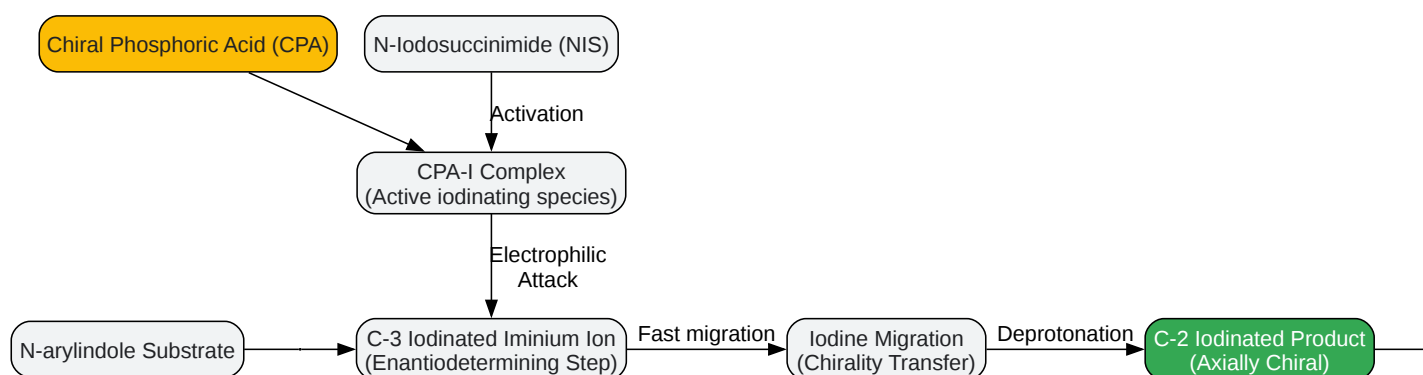 Chiral Phosphoric Acid (CPA)
N-Iodosuccinimide (NIS)
Activation
CPA-I Complex
(Active iodinating species)
Electrophilic
Attack
N-arylindole Substrate
C-3 Iodinated Iminium Ion
(Enantiodetermining Step)
Fast migration
Iodine Migration
(Chirality Transfer)
Deprotonation
C-2 Iodinated Product
(Axially Chiral)